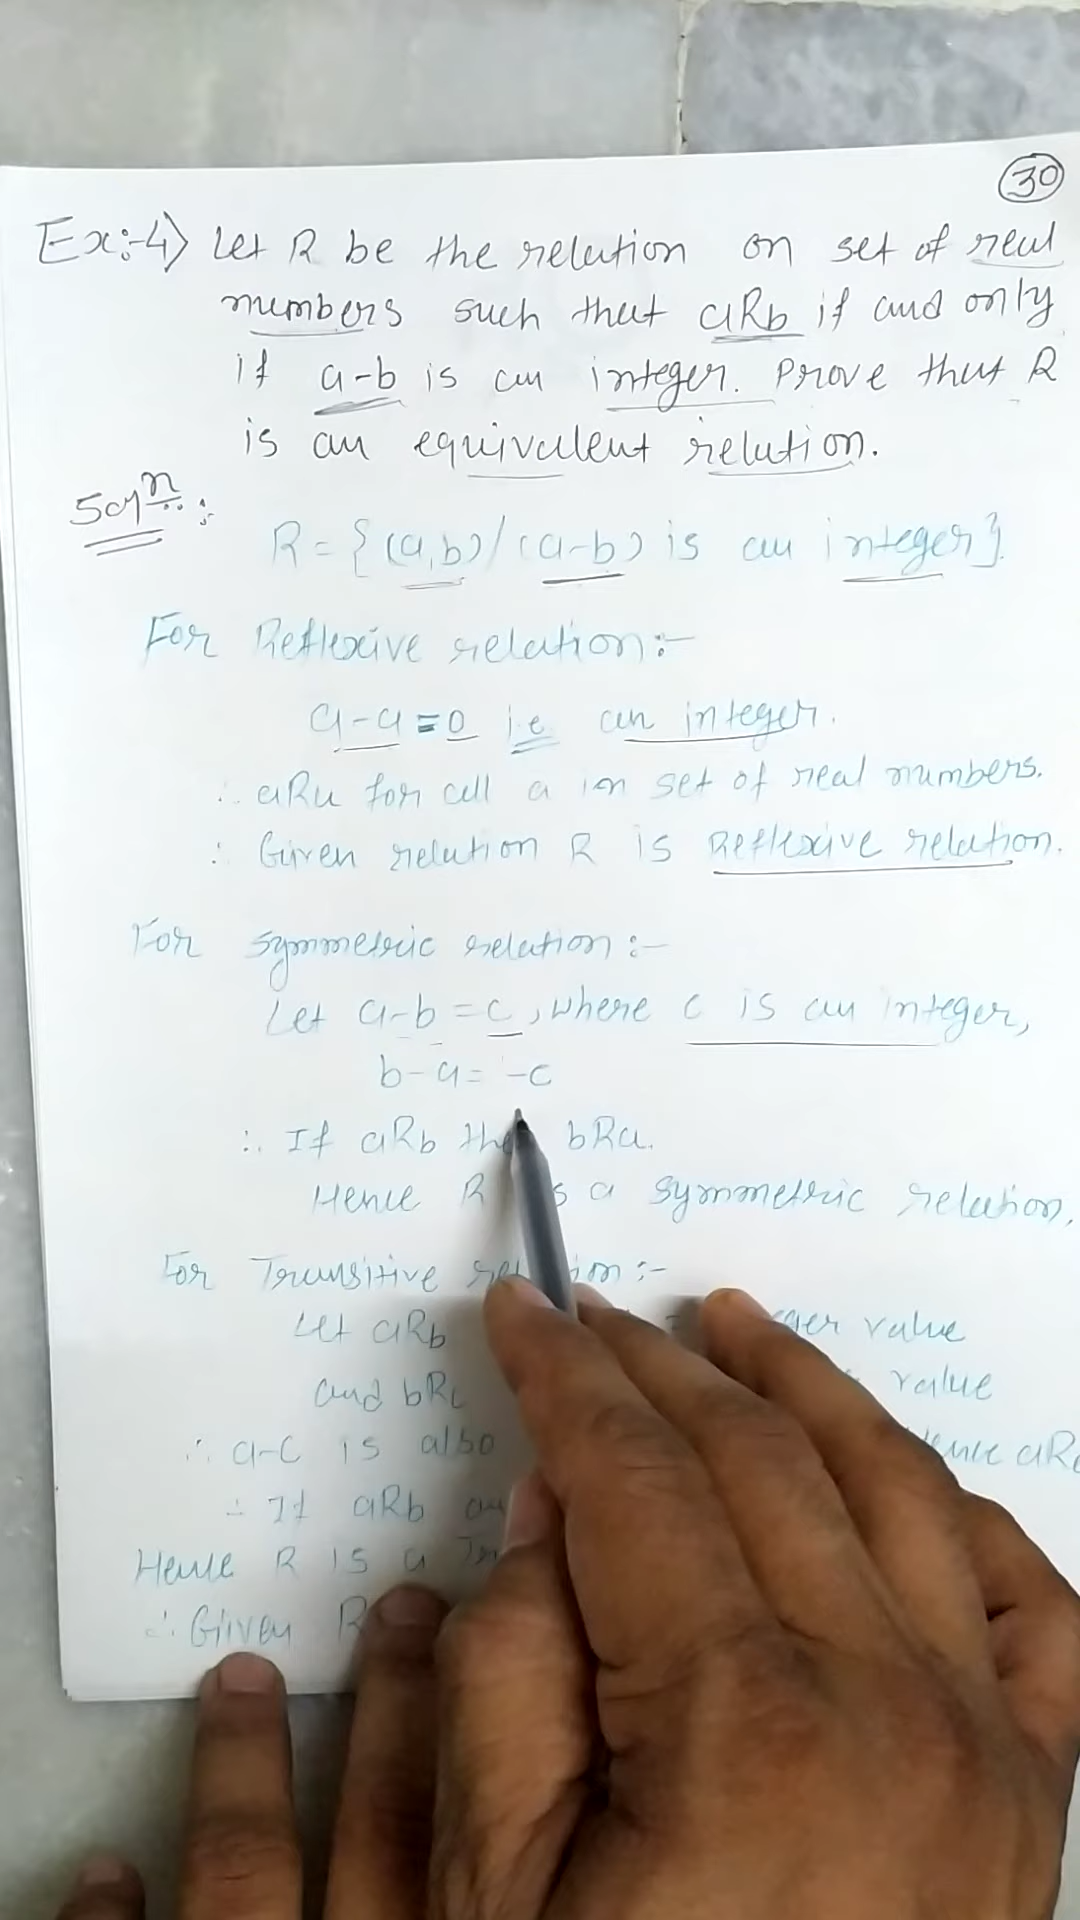 30
Ex:-4) Let R be the relation on set of real
numbers such that aRb if and only
if a-b is an integer. Prove that R
is an equivalent relation.
Solⁿ:
R = {(a,b)/(a-b) is an integer}.
For Reflexive relation:-
a-a=0 i.e. an integer.
∴ aRa for all a in set of real numbers.
∴ Given relation R is Reflexive relation.
For symmetric relation:-
Let a-b = c, where c is an integer,
b-a = -c
∴ If aRb bRa.
Hence R a symmetric relation.
For Transitive
Let aRb value
and bRc value
∴ a-c is also aRc
∴ If aRb
Hence R is a
∴ Given R